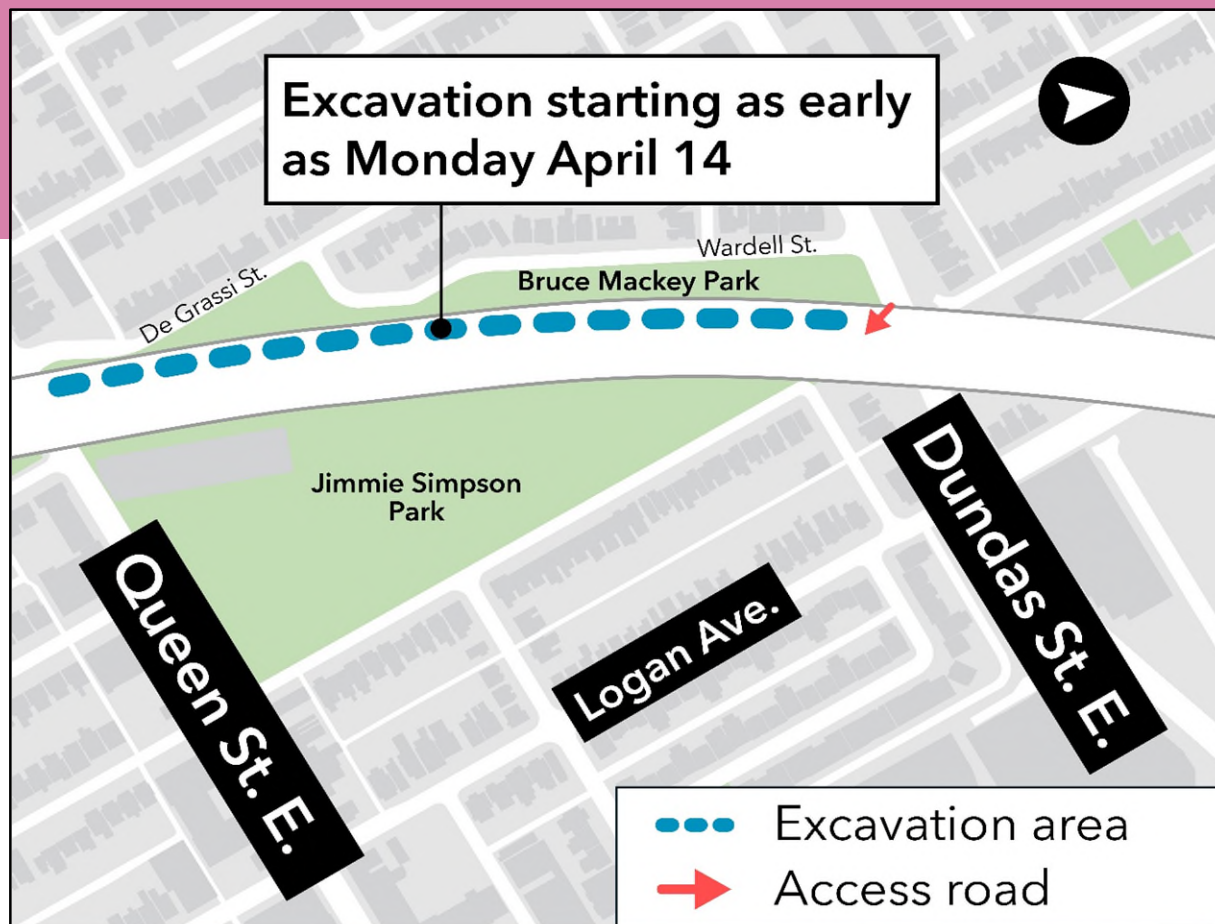 Excavation starting as early
as Monday April 14
Wardell St.
Bruce Mackey Park
De Grassi St.
Jimmie Simpson
Park
Queen St. E.
Logan Ave.
Dundas St. E.
Excavation area
Access road